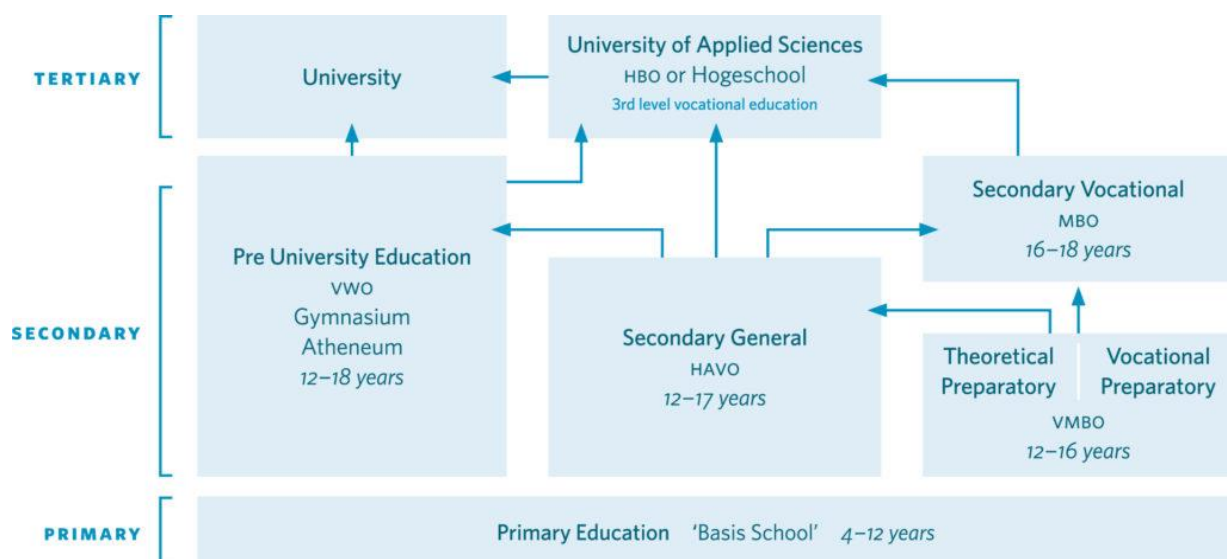 TERTIARY
University
University of Applied Sciences
HBO or Hogeschool
3rd level vocational education
SECONDARY
Pre University Education
VWO
Gymnasium
Atheneum
12–18 years
Secondary General
HAVO
12–17 years
Secondary Vocational
MBO
16–18 years
Theoretical
Preparatory
Vocational
Preparatory
VMBO
12–16 years
PRIMARY
Primary Education 'Basis School' 4–12 years